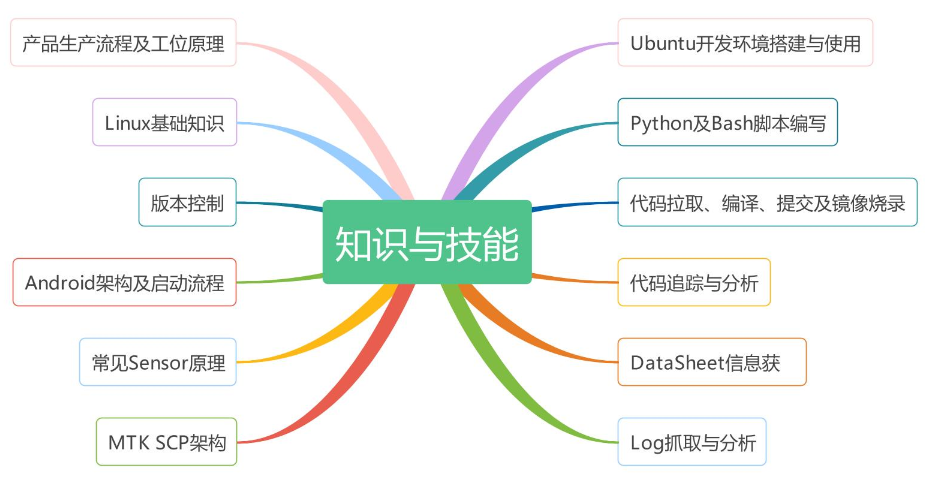 知识与技能
产品生产流程及工位原理
Linux基础知识
版本控制
Android架构及启动流程
常见Sensor原理
MTK SCP架构
Ubuntu开发环境搭建与使用
Python及Bash脚本编写
代码拉取、编译、提交及镜像烧录
代码追踪与分析
DataSheet信息获
Log抓取与分析